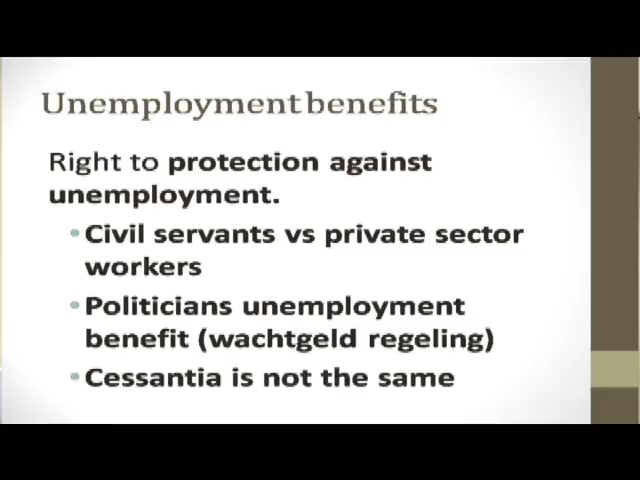 Unemployment benefits
Right to protection against
unemployment.
• Civil servants vs private sector
workers
• Politicians unemployment
benefit (wachtgeld regeling)
• Cessantia is not the same